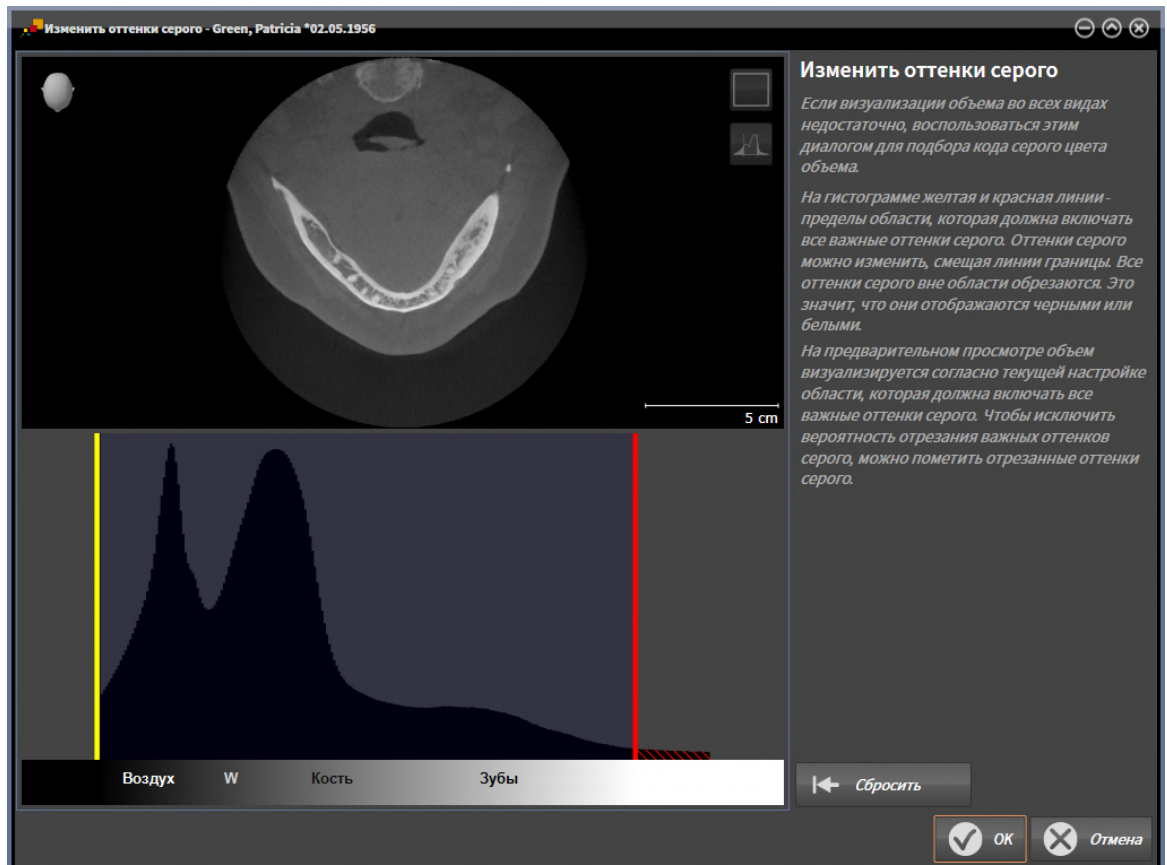 Изменить оттенки серого - Green, Patricia *02.05.1956
Изменить оттенки серого
Если визуализации объема во всех видах
недостаточно, воспользоваться этим
диалогом для подбора кода серого цвета
объема.
На гистограмме желтая и красная линии -
пределы области, которая должна включать
все важные оттенки серого. Оттенки серого
можно изменить, смещая линии границы. Все
оттенки серого вне области обрезаются. Это
значит, что они отображаются черными или
белыми.
На предварительном просмотре объем
визуализируется согласно текущей настройке
области, которая должна включать все
важные оттенки серого. Чтобы исключить
вероятность отрезания важных оттенков
серого, можно пометить отрезанные оттенки
серого.
5 cm
Воздух W Кость Зубы
Сбросить
OK Отмена